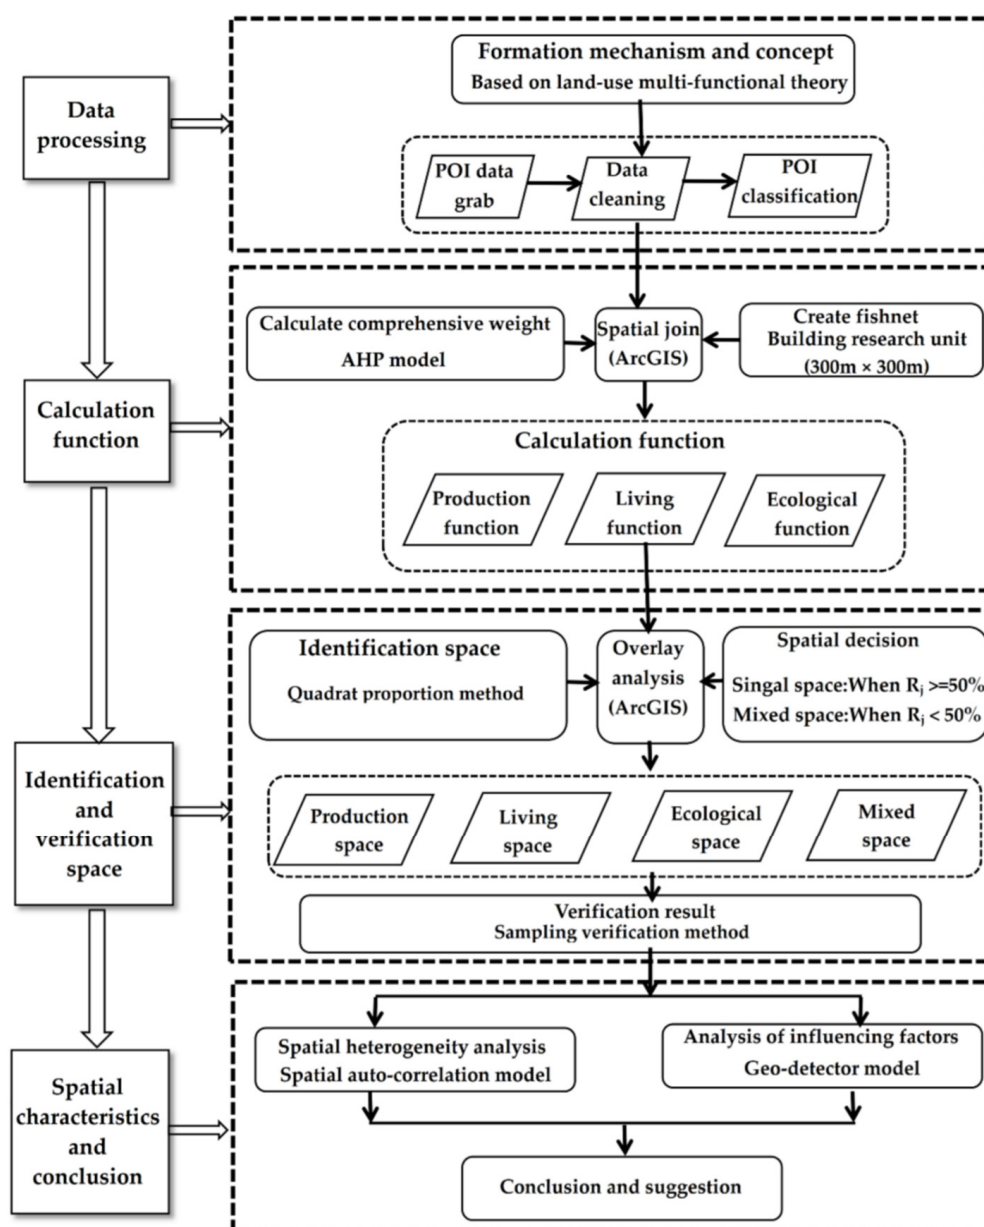 Data
processing
Formation mechanism and concept
Based on land-use multi-functional theory
POI data
grab
Data
cleaning
POI
classification
Calculation
function
Calculate comprehensive weight
AHP model
Spatial join
(ArcGIS)
Create fishnet
Building research unit
(300m × 300m)
Calculation function
Production
function
Living
function
Ecological
function
Identification
and
verification
space
Identification space
Quadrat proportion method
Overlay
analysis
(ArcGIS)
Spatial decision
Singal space:When Rj >=50%
Mixed space:When Rj < 50%
Production
space
Living
space
Ecological
space
Mixed
space
Verification result
Sampling verification method
Spatial
characteristics
and
conclusion
Spatial heterogeneity analysis
Spatial auto-correlation model
Analysis of influencing factors
Geo-detector model
Conclusion and suggestion